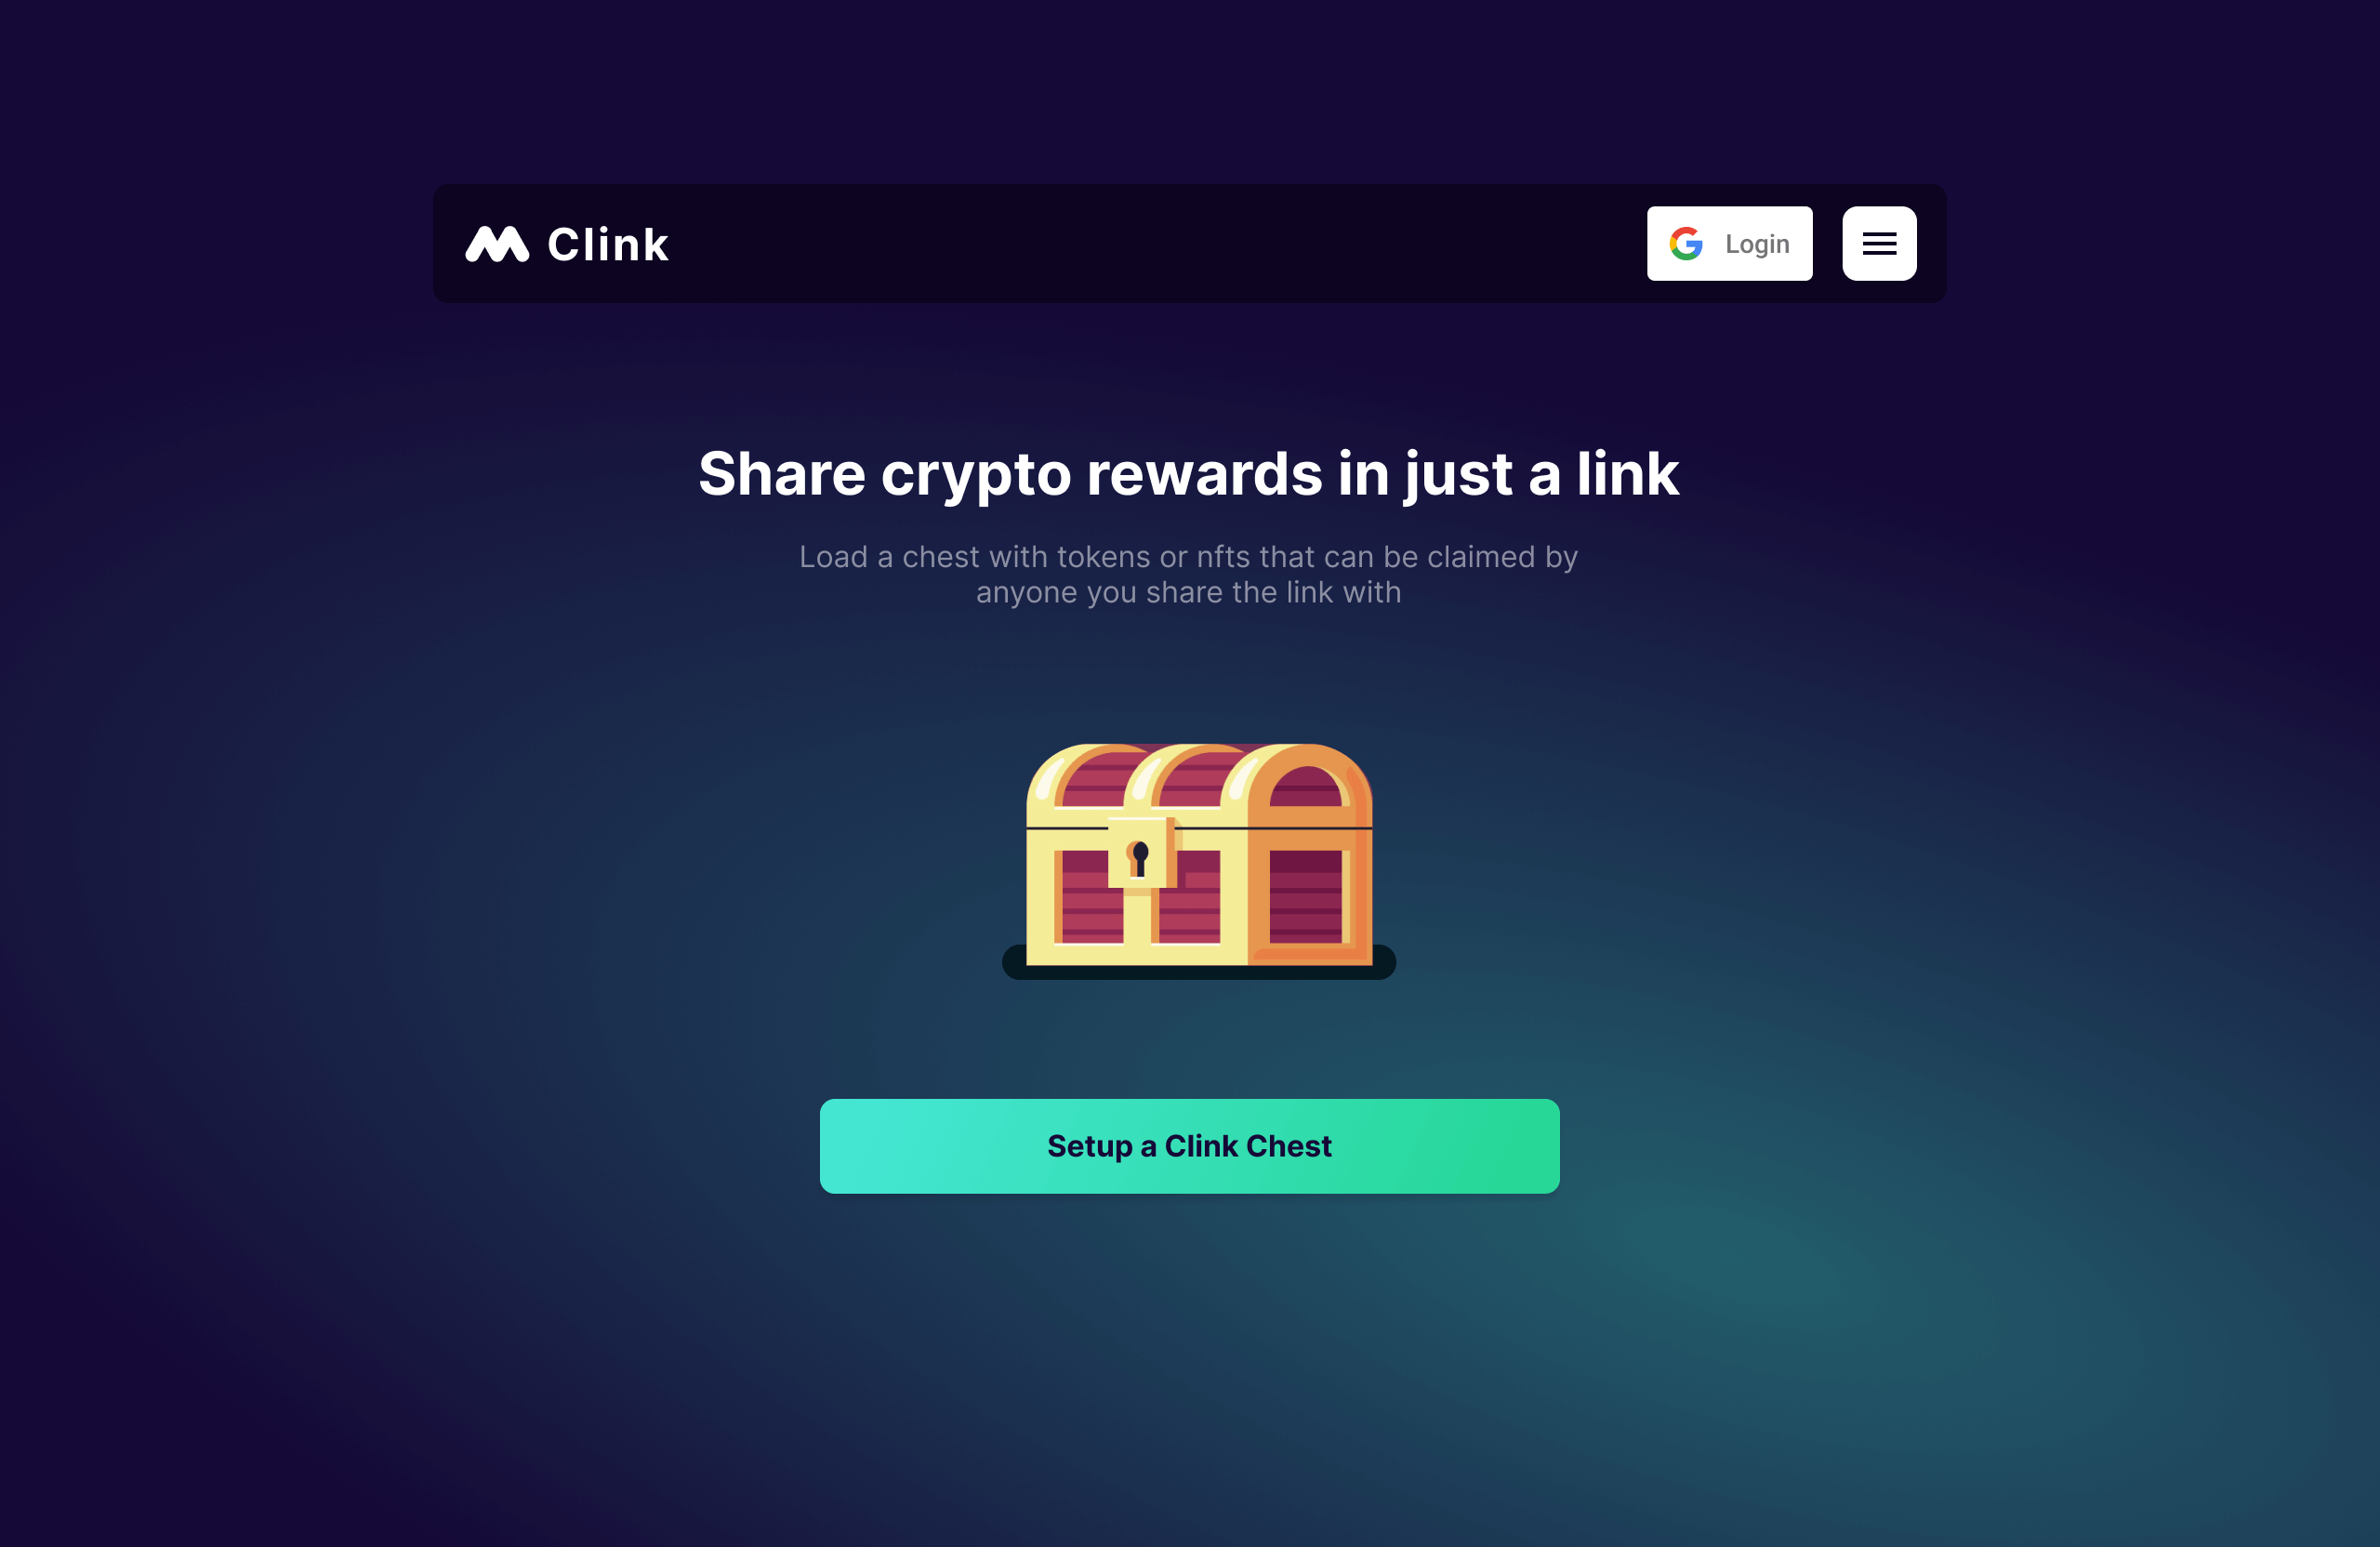 Clink
Login
Share crypto rewards in just a link
Load a chest with tokens or nfts that can be claimed by
anyone you share the link with
Setup a Clink Chest